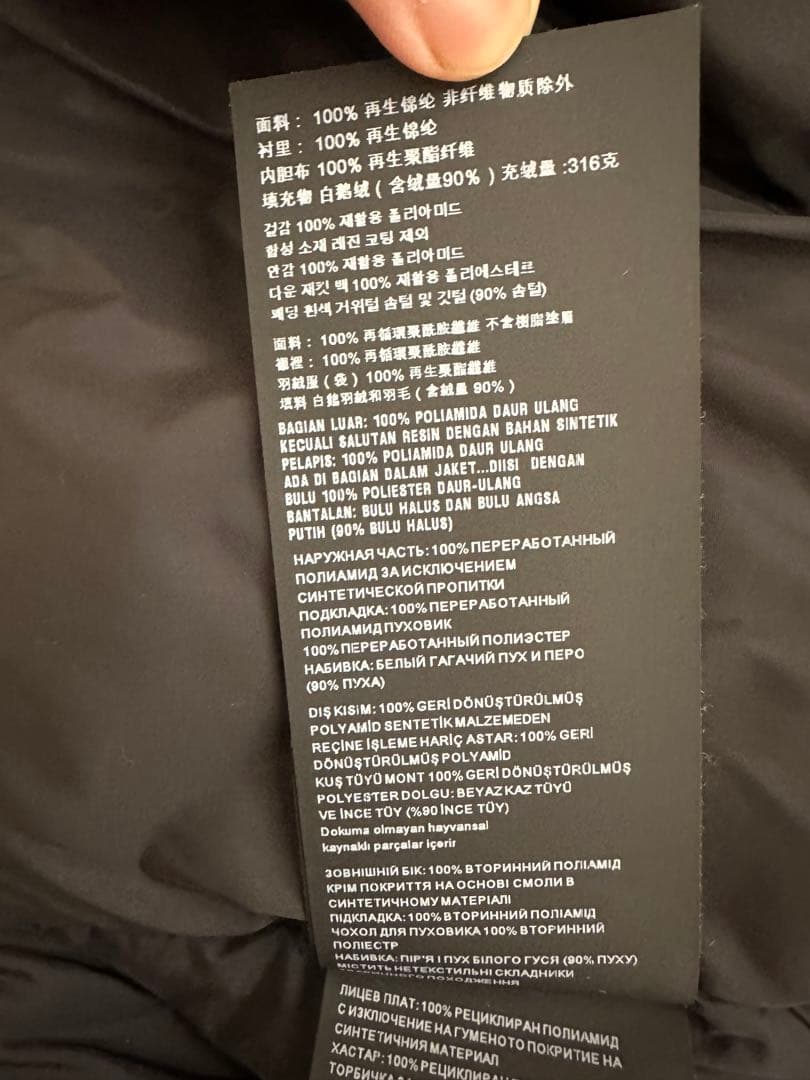 面料： 100% 再生锦纶 非纤维物质除外
衬里： 100% 再生锦纶
内胆布 100% 再生聚酯纤维
填充物 白鹅绒 ( 含绒量90% ) 充绒量 :316克
겉감 100% 재활용 폴리아미드
합성 소재 레진 코팅 제외
안감 100% 재활용 폴리아미드
다운 재킷 백 100% 재활용 폴리에스테르
패딩 흰색 거위털 솜털 및 깃털 (90% 솜털)
面料： 100% 再循環聚酰胺纖維 不含樹脂塗層
裡： 100% 再循環聚酰胺纖維
羽絨服 ( 袋 ) 100% 再生聚酯纖維
填料 白鵝羽絨和羽毛 ( 含絨量 90% )
BAGIAN LUAR: 100% POLIAMIDA DAUR ULANG
KECUALI SALUTAN RESIN DENGAN BAHAN SINTETIK
PELAPIS: 100% POLIAMIDA DAUR ULANG
ADA DI BAGIAN DALAM JAKET...DIISI DENGAN
BULU 100% POLIESTER DAUR-ULANG
BANTALAN: BULU HALUS DAN BULU ANGSA
PUTIH (90% BULU HALUS)
НАРУЖНАЯ ЧАСТЬ: 100% ПЕРЕРАБОТАННЫЙ
ПОЛИАМИД ЗА ИСКЛЮЧЕНИЕМ
СИНТЕТИЧЕСКОЙ ПРОПИТКИ
ПОДКЛАДКА: 100% ПЕРЕРАБОТАННЫЙ
ПОЛИАМИД ПУХОВИК
100% ПЕРЕРАБОТАННЫЙ ПОЛИЭСТЕР
НАБИВКА: БЕЛЫЙ ГАГАЧИЙ ПУХ И ПЕРО
(90% ПУХА)
DIŞ KISIM: 100% GERİ DÖNÜŞTÜRÜLMÜŞ
POLYAMİD SENTETİK MALZEMEDEN
REÇİNE İŞLEME HARİÇ ASTAR: 100% GERİ
DÖNÜŞTÜRÜLMÜŞ POLYAMİD
KUŞ TÜYÜ MONT 100% GERİ DÖNÜŞTÜRÜLMÜŞ
POLYESTER DOLGU: BEYAZ KAZ TÜYÜ
VE İNCE TÜY (%90 İNCE TÜY)
Dokuma olmayan hayvansal
kaynaklı parçalar içerir
ЗОВНІШНІЙ БІК: 100% ВТОРИННИЙ ПОЛІАМІД
КРІМ ПОКРИТТЯ НА ОСНОВІ СМОЛИ В
СИНТЕТИЧНОМУ МАТЕРІАЛІ
ПІДКЛАДКА: 100% ВТОРИННИЙ ПОЛІАМІД
ЧОХОЛ ДЛЯ ПУХОВИКА 100% ВТОРИННИЙ
ПОЛІЕСТР
НАБИВКА: ПІР'Я І ПУХ БІЛОГО ГУСЯ (90% ПУХУ)
МІСТИТЬ НЕТЕКСТИЛЬНІ СКЛАДНИКИ
ПОХОДЖЕННЯ
ЛИЦЕВ ПЛАТ: 100% РЕЦИКЛИРАН ПОЛИАМИД
С ИЗКЛЮЧЕНИЕ НА ГУМЕНОТО ПОКРИТИЕ НА
СИНТЕТИЧНИЯ МАТЕРИАЛ
ХАСТАР: 100% РЕЦИКЛИРАН